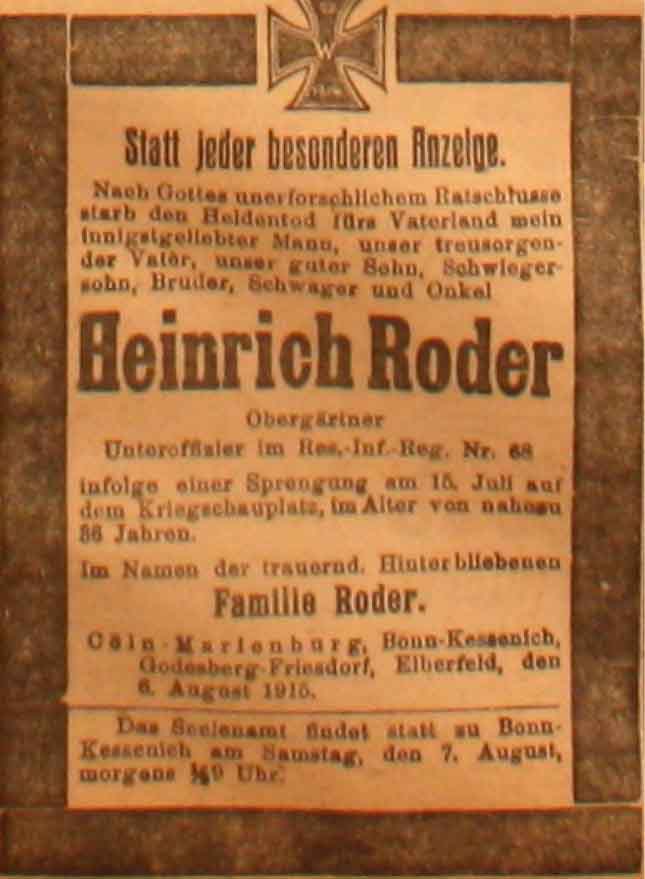 W
Statt jeder besonderen Anzeige.
Nach Gottes unerforschlichem Ratschlusse
starb den Heldentod fürs Vaterland mein
innigstgeliebter Mann, unser treusorgen-
der Vater, unser guter Sohn, Schwieger-
sohn, Bruder, Schwager und Onkel
Heinrich Roder
Obergärtner
Unteroffizier im Res.-Inf.-Reg. Nr. 68
infolge einer Sprengung am 15. Juli auf
dem Kriegschauplatz, im Alter von nahezu
36 Jahren.
Im Namen der trauernd. Hinterbliebenen
Familie Roder.
Cöln-Marienburg, Bonn-Kessenich,
Godesberg-Friesdorf, Elberfeld, den
6. August 1915.
Das Seelenamt findet statt zu Bonn-
Kessenich am Samstag, den 7. August,
morgens ½9 Uhr.